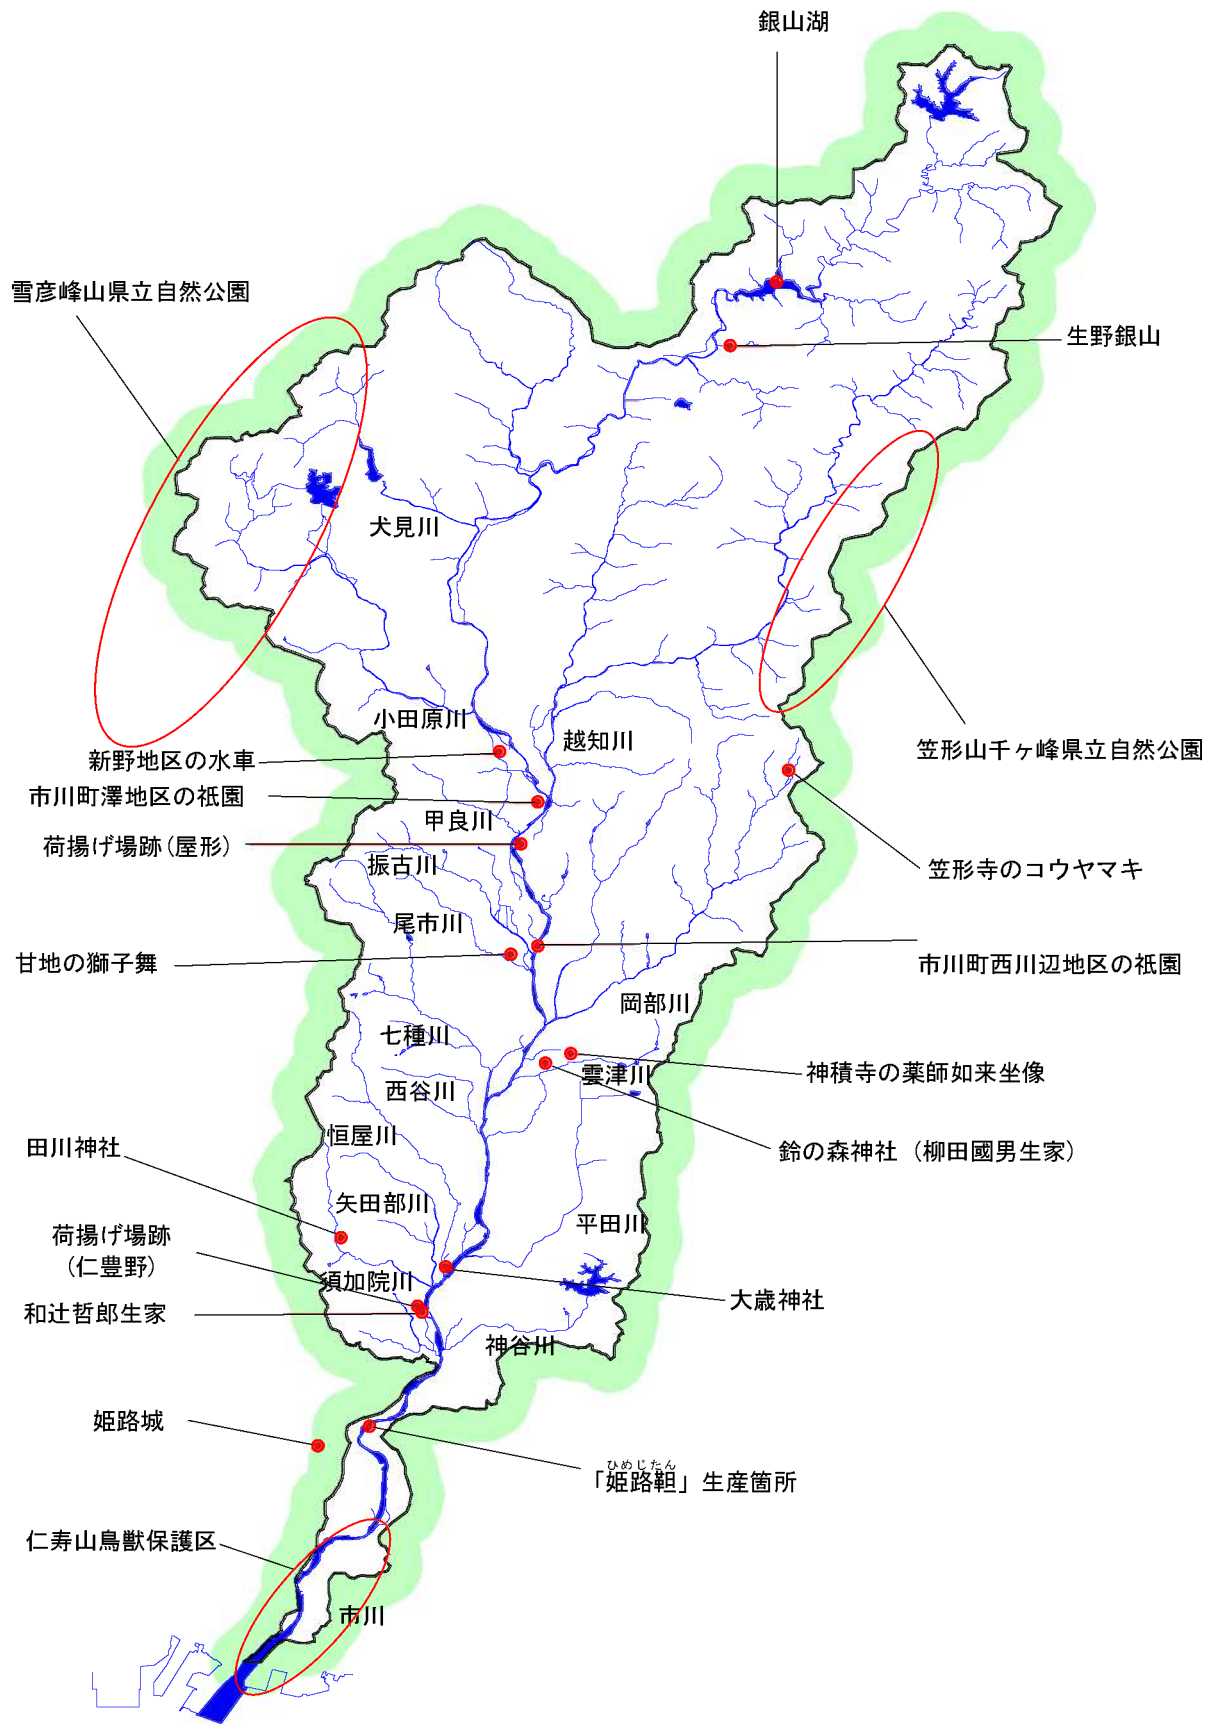 銀山湖
雪彦峰山県立自然公園
生野銀山
犬見川
小田原川
越知川
新野地区の水車
笠形山千ヶ峰県立自然公園
市川町澤地区の祗園
甲良川
荷揚げ場跡(屋形)
振古川
笠形寺のコウヤマキ
尾市川
甘地の獅子舞
市川町西川辺地区の祗園
岡部川
七種川
神積寺の薬師如来坐像
雲津川
西谷川
恒屋川
鈴の森神社（柳田國男生家）
田川神社
矢田部川
平田川
荷揚げ場跡
(仁豊野)
須加院川
大歳神社
和辻哲郎生家
神谷川
姫路城
ひめじたん
「姫路靼」生産箇所
仁寿山鳥獣保護区
市川